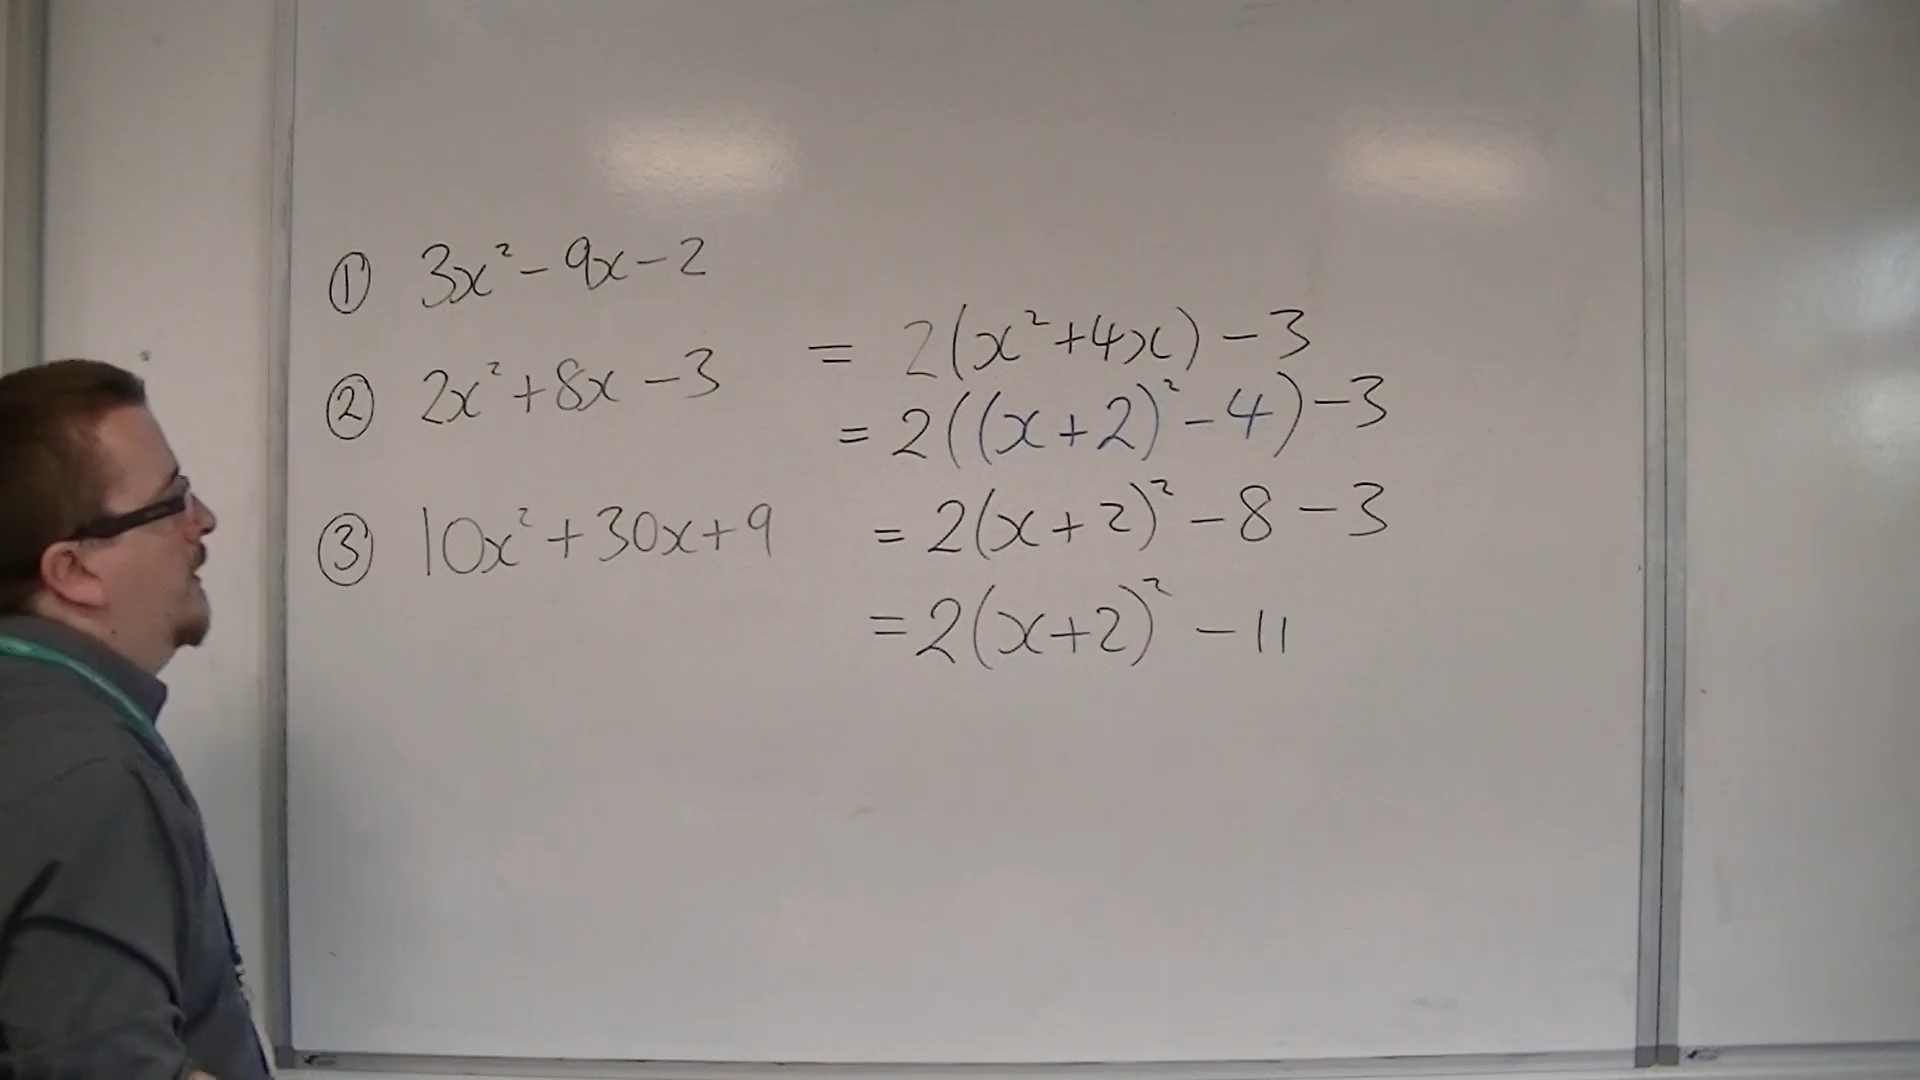 ① 3x² - 9x - 2
② 2x² + 8x - 3
③ 10x² + 30x + 9
= 2(x² + 4x) - 3
= 2((x + 2)² - 4) - 3
= 2(x + 2)² - 8 - 3
= 2(x + 2)² - 11